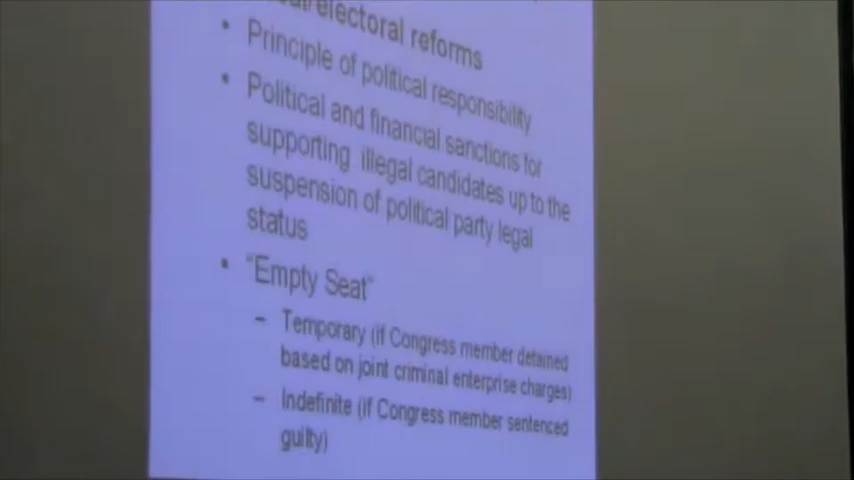 electoral reforms
• Principle of political responsibility
• Political and financial sanctions for
supporting illegal candidates up to the
suspension of political party legal
status
• "Empty Seat"
– Temporary (if Congress member detained
based on joint criminal enterprise charges)
– Indefinite (if Congress member sentenced
guilty)